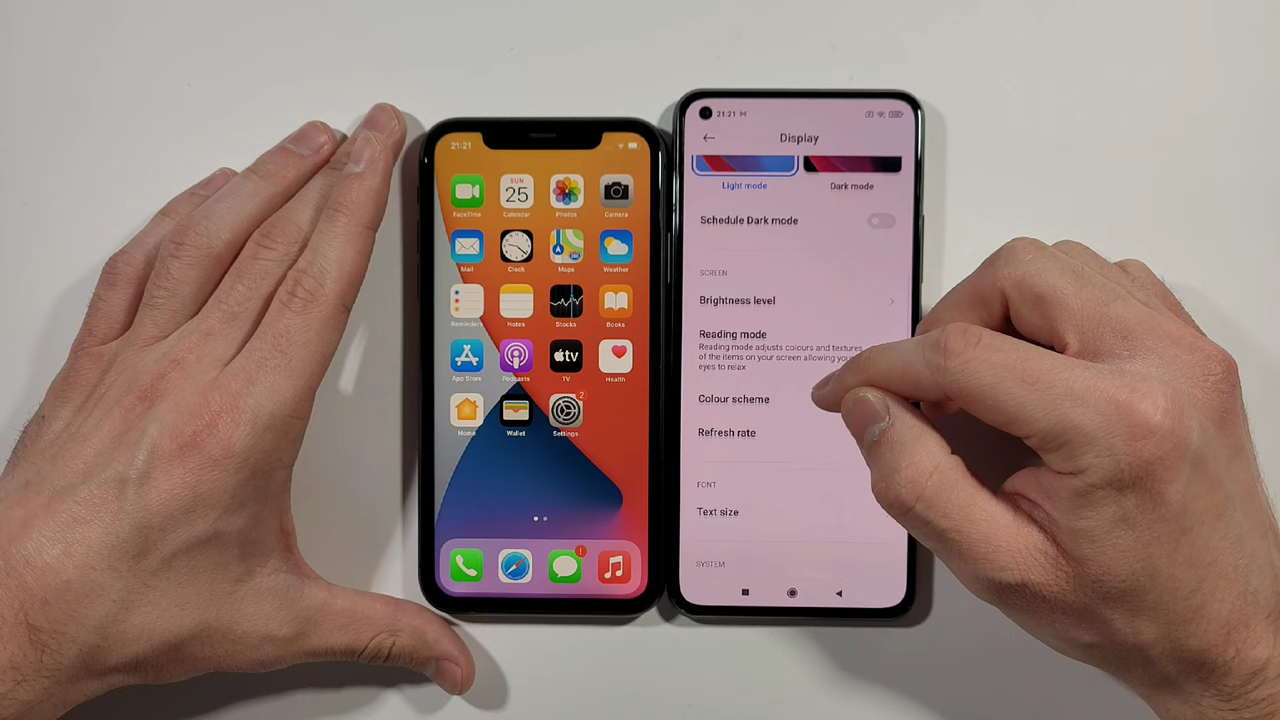 21:21
SUN
25
FaceTime
Calendar
Photos
Camera
Mail
Clock
Maps
Weather
Reminders
Notes
Stocks
Books
tv
App Store
Podcasts
TV
Health
2
Home
Wallet
Settings
!
21:21
Display
Light mode
Dark mode
Schedule Dark mode
SCREEN
Brightness level
Reading mode
Reading mode adjusts colours and textures
of the items on your screen allowing your
eyes to relax
Colour scheme
Refresh rate
FONT
Text size
SYSTEM